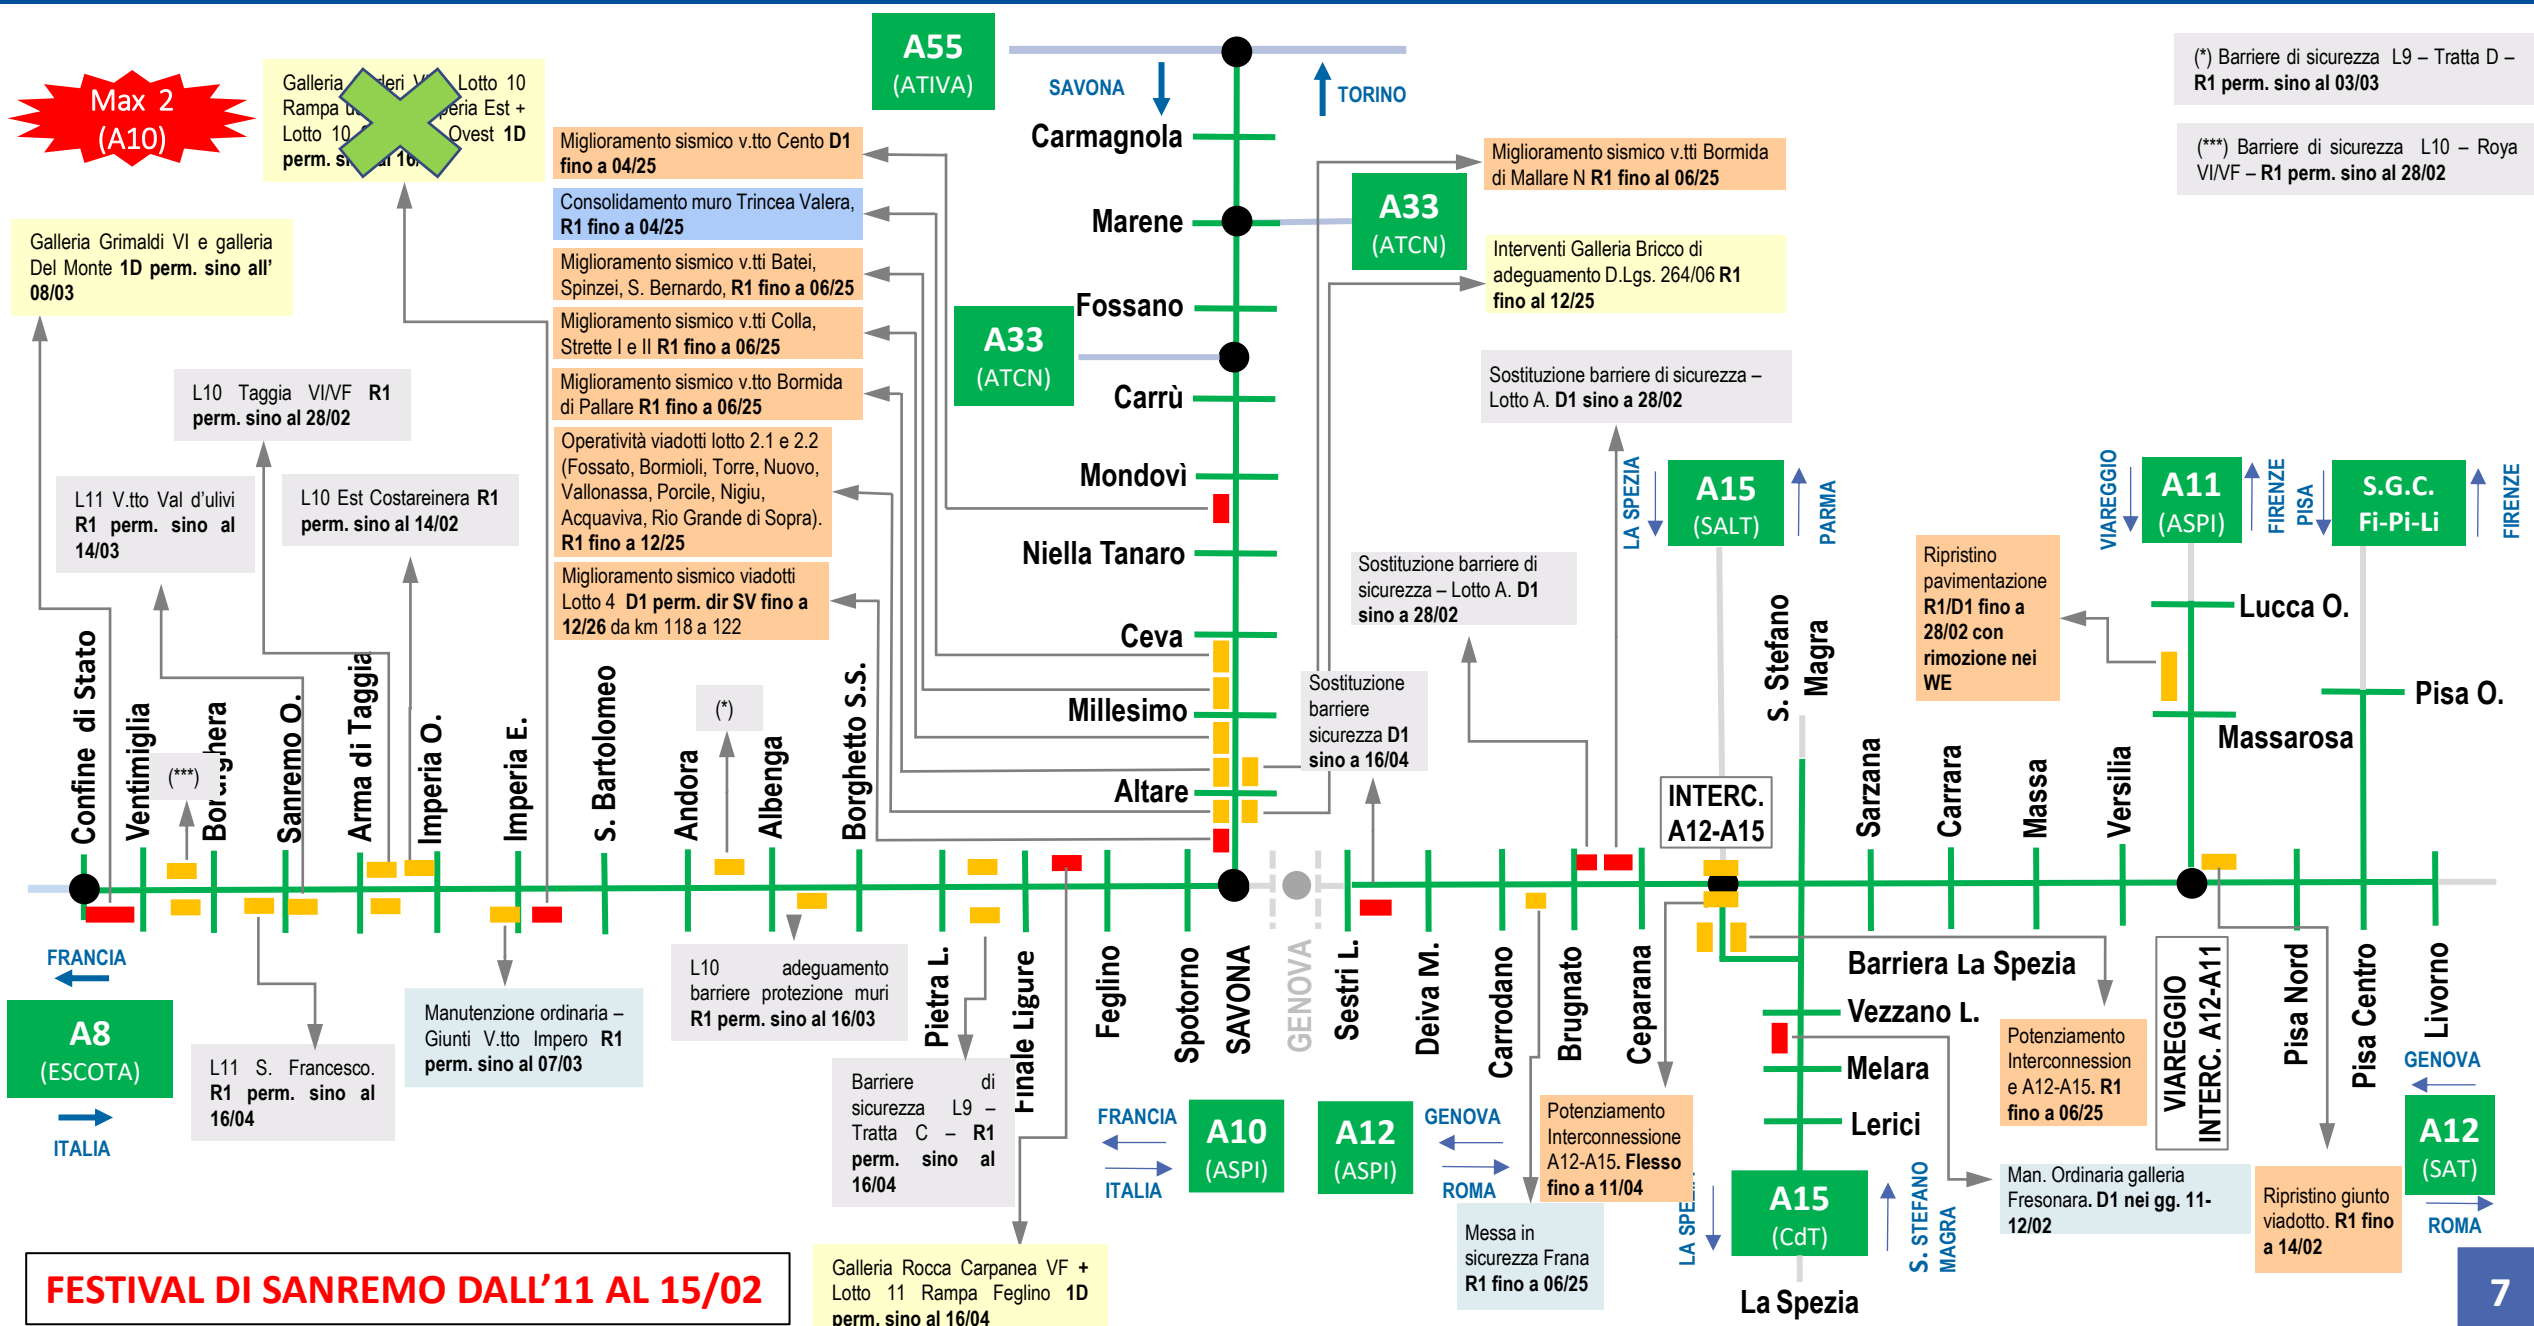 A55
(ATIVA)
SAVONA
TORINO
Max 2
(A10)
Galleria
Lotto 10
Rampa
Est +
Lotto 10
Ovest 1D
perm.
(*) Barriere di sicurezza L9 – Tratta D –
R1 perm. sino al 03/03
(***) Barriere di sicurezza L10 – Roya
VI/VF – R1 perm. sino al 28/02
Miglioramento sismico v.tto Cento D1
fino a 04/25
Consolidamento muro Trincea Valera,
R1 fino a 04/25
Miglioramento sismico v.tti Batei,
Spinzei, S. Bernardo, R1 fino a 06/25
Miglioramento sismico v.tti Colla,
Strette I e II R1 fino a 06/25
Miglioramento sismico v.tto Bormida
di Pallare R1 fino a 06/25
Operatività viadotti lotto 2.1 e 2.2
(Fossato, Bormioli, Torre, Nuovo,
Vallonassa, Porcile, Nigiu,
Acquaviva, Rio Grande di Sopra).
R1 fino a 12/25
Miglioramento sismico viadotti
Lotto 4 D1 perm. dir SV fino a
12/26 da km 118 a 122
Carmagnola
Marene
Fossano
Carrù
Mondovì
Niella Tanaro
Ceva
Millesimo
Altare
A33
(ATCN)
A33
(ATCN)
Miglioramento sismico v.tti Bormida
di Mallare N R1 fino al 06/25
Interventi Galleria Bricco di
adeguamento D.Lgs. 264/06 R1
fino al 12/25
Sostituzione barriere di sicurezza –
Lotto A. D1 sino a 28/02
Sostituzione barriere di
sicurezza – Lotto A. D1
sino a 28/02
Sostituzione
barriere
sicurezza D1
sino a 16/04
Galleria Grimaldi VI e galleria
Del Monte 1D perm. sino all'
08/03
L10 Taggia VI/VF R1
perm. sino al 28/02
L11 V.tto Val d'ulivi
R1 perm. sino al
14/03
L10 Est Costareinera R1
perm. sino al 14/02
(***)
(*)
LA SPEZIA
A15
(SALT)
PARMA
VIAREGGIO
A11
(ASPI)
FIRENZE
PISA
S.G.C.
Fi-Pi-Li
FIRENZE
Ripristino
pavimentazione
R1/D1 fino a
28/02 con
rimozione nei
WE
Lucca O.
Massarosa
Pisa O.
Confine di Stato
Ventimiglia
Bordighera
Sanremo O.
Arma di Taggia
Imperia O.
Imperia E.
S. Bartolomeo
Andora
Albenga
Borghetto S.S.
Pietra L.
Finale Ligure
Feglino
Spotorno
SAVONA
GENOVA
Sestri L.
Deiva M.
Carrodano
Brugnato
Ceparana
INTERC.
A12-A15
S. Stefano
Magra
Sarzana
Carrara
Massa
Versilia
VIAREGGIO
INTERC. A12-A11
Pisa Nord
Pisa Centro
Livorno
Barriera La Spezia
Vezzano L.
Melara
Lerici
La Spezia
FRANCIA
A8
(ESCOTA)
ITALIA
L11 S. Francesco.
R1 perm. sino al
16/04
Manutenzione ordinaria –
Giunti V.tto Impero R1
perm. sino al 07/03
L10 adeguamento
barriere protezione muri
R1 perm. sino al 16/03
Barriere di
sicurezza L9 –
Tratta C – R1
perm. sino al
16/04
Galleria Rocca Carpanea VF +
Lotto 11 Rampa Feglino 1D
perm. sino al 16/04
FRANCIA
ITALIA
A10
(ASPI)
A12
(ASPI)
GENOVA
ROMA
Messa in
sicurezza Frana
R1 fino a 06/25
Potenziamento
Interconnessione
A12-A15. Flesso
fino a 11/04
LA SPEZIA
A15
(CdT)
S. STEFANO
MAGRA
Potenziamento
Interconnession
e A12-A15. R1
fino a 06/25
Man. Ordinaria galleria
Fresonara. D1 nei gg. 11-
12/02
Ripristino giunto
viadotto. R1 fino
a 14/02
GENOVA
A12
(SAT)
ROMA
FESTIVAL DI SANREMO DALL'11 AL 15/02
7